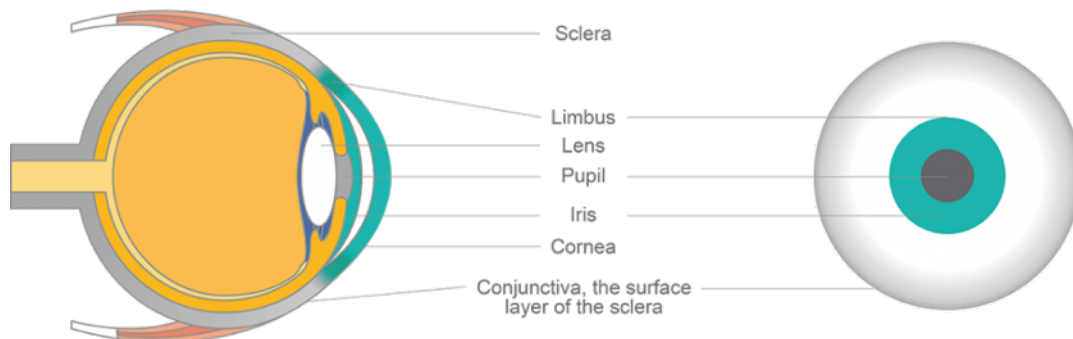 Sclera
Limbus
Lens
Pupil
Iris
Cornea
Conjunctiva, the surface
layer of the sclera